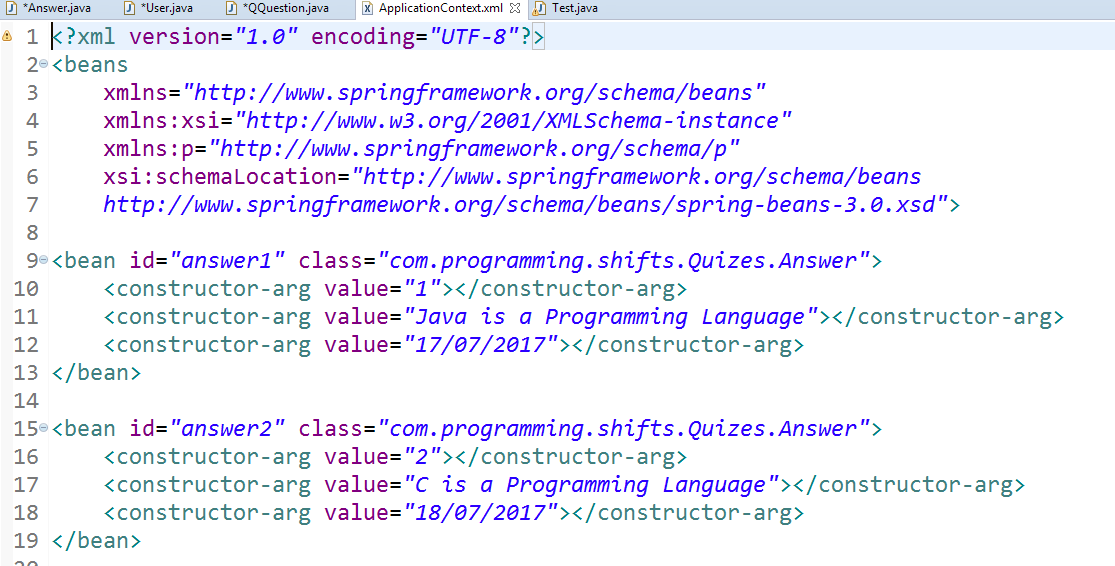 *Answer.java *User.java *QQuestion.java ApplicationContext.xml Test.java
1 <?xml version="1.0" encoding="UTF-8"?>
2 <beans
3 xmlns="http://www.springframework.org/schema/beans"
4 xmlns:xsi="http://www.w3.org/2001/XMLSchema-instance"
5 xmlns:p="http://www.springframework.org/schema/p"
6 xsi:schemaLocation="http://www.springframework.org/schema/beans
7 http://www.springframework.org/schema/beans/spring-beans-3.0.xsd">
8
9 <bean id="answer1" class="com.programming.shifts.Quizes.Answer">
10 <constructor-arg value="1"></constructor-arg>
11 <constructor-arg value="Java is a Programming Language"></constructor-arg>
12 <constructor-arg value="17/07/2017"></constructor-arg>
13 </bean>
14
15 <bean id="answer2" class="com.programming.shifts.Quizes.Answer">
16 <constructor-arg value="2"></constructor-arg>
17 <constructor-arg value="C is a Programming Language"></constructor-arg>
18 <constructor-arg value="18/07/2017"></constructor-arg>
19 </bean>